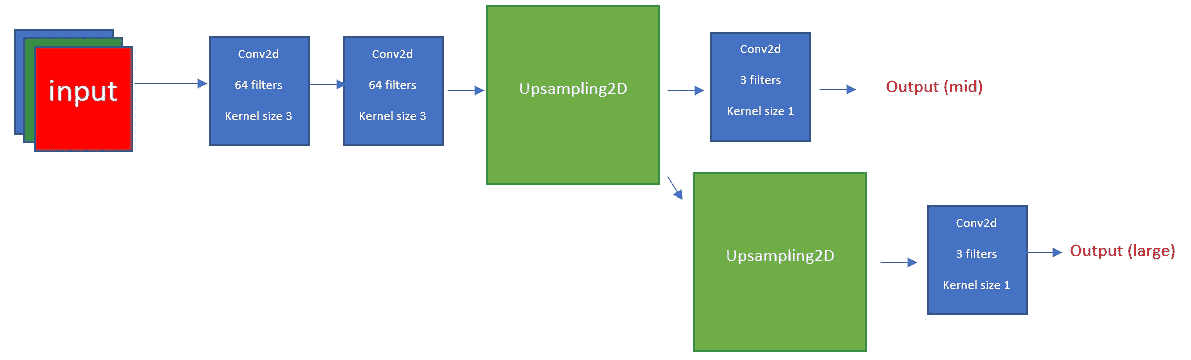 input
Conv2d
64 filters
Kernel size 3
Conv2d
64 filters
Kernel size 3
Upsampling2D
Conv2d
3 filters
Kernel size 1
Output (mid)
Upsampling2D
Conv2d
3 filters
Kernel size 1
Output (large)